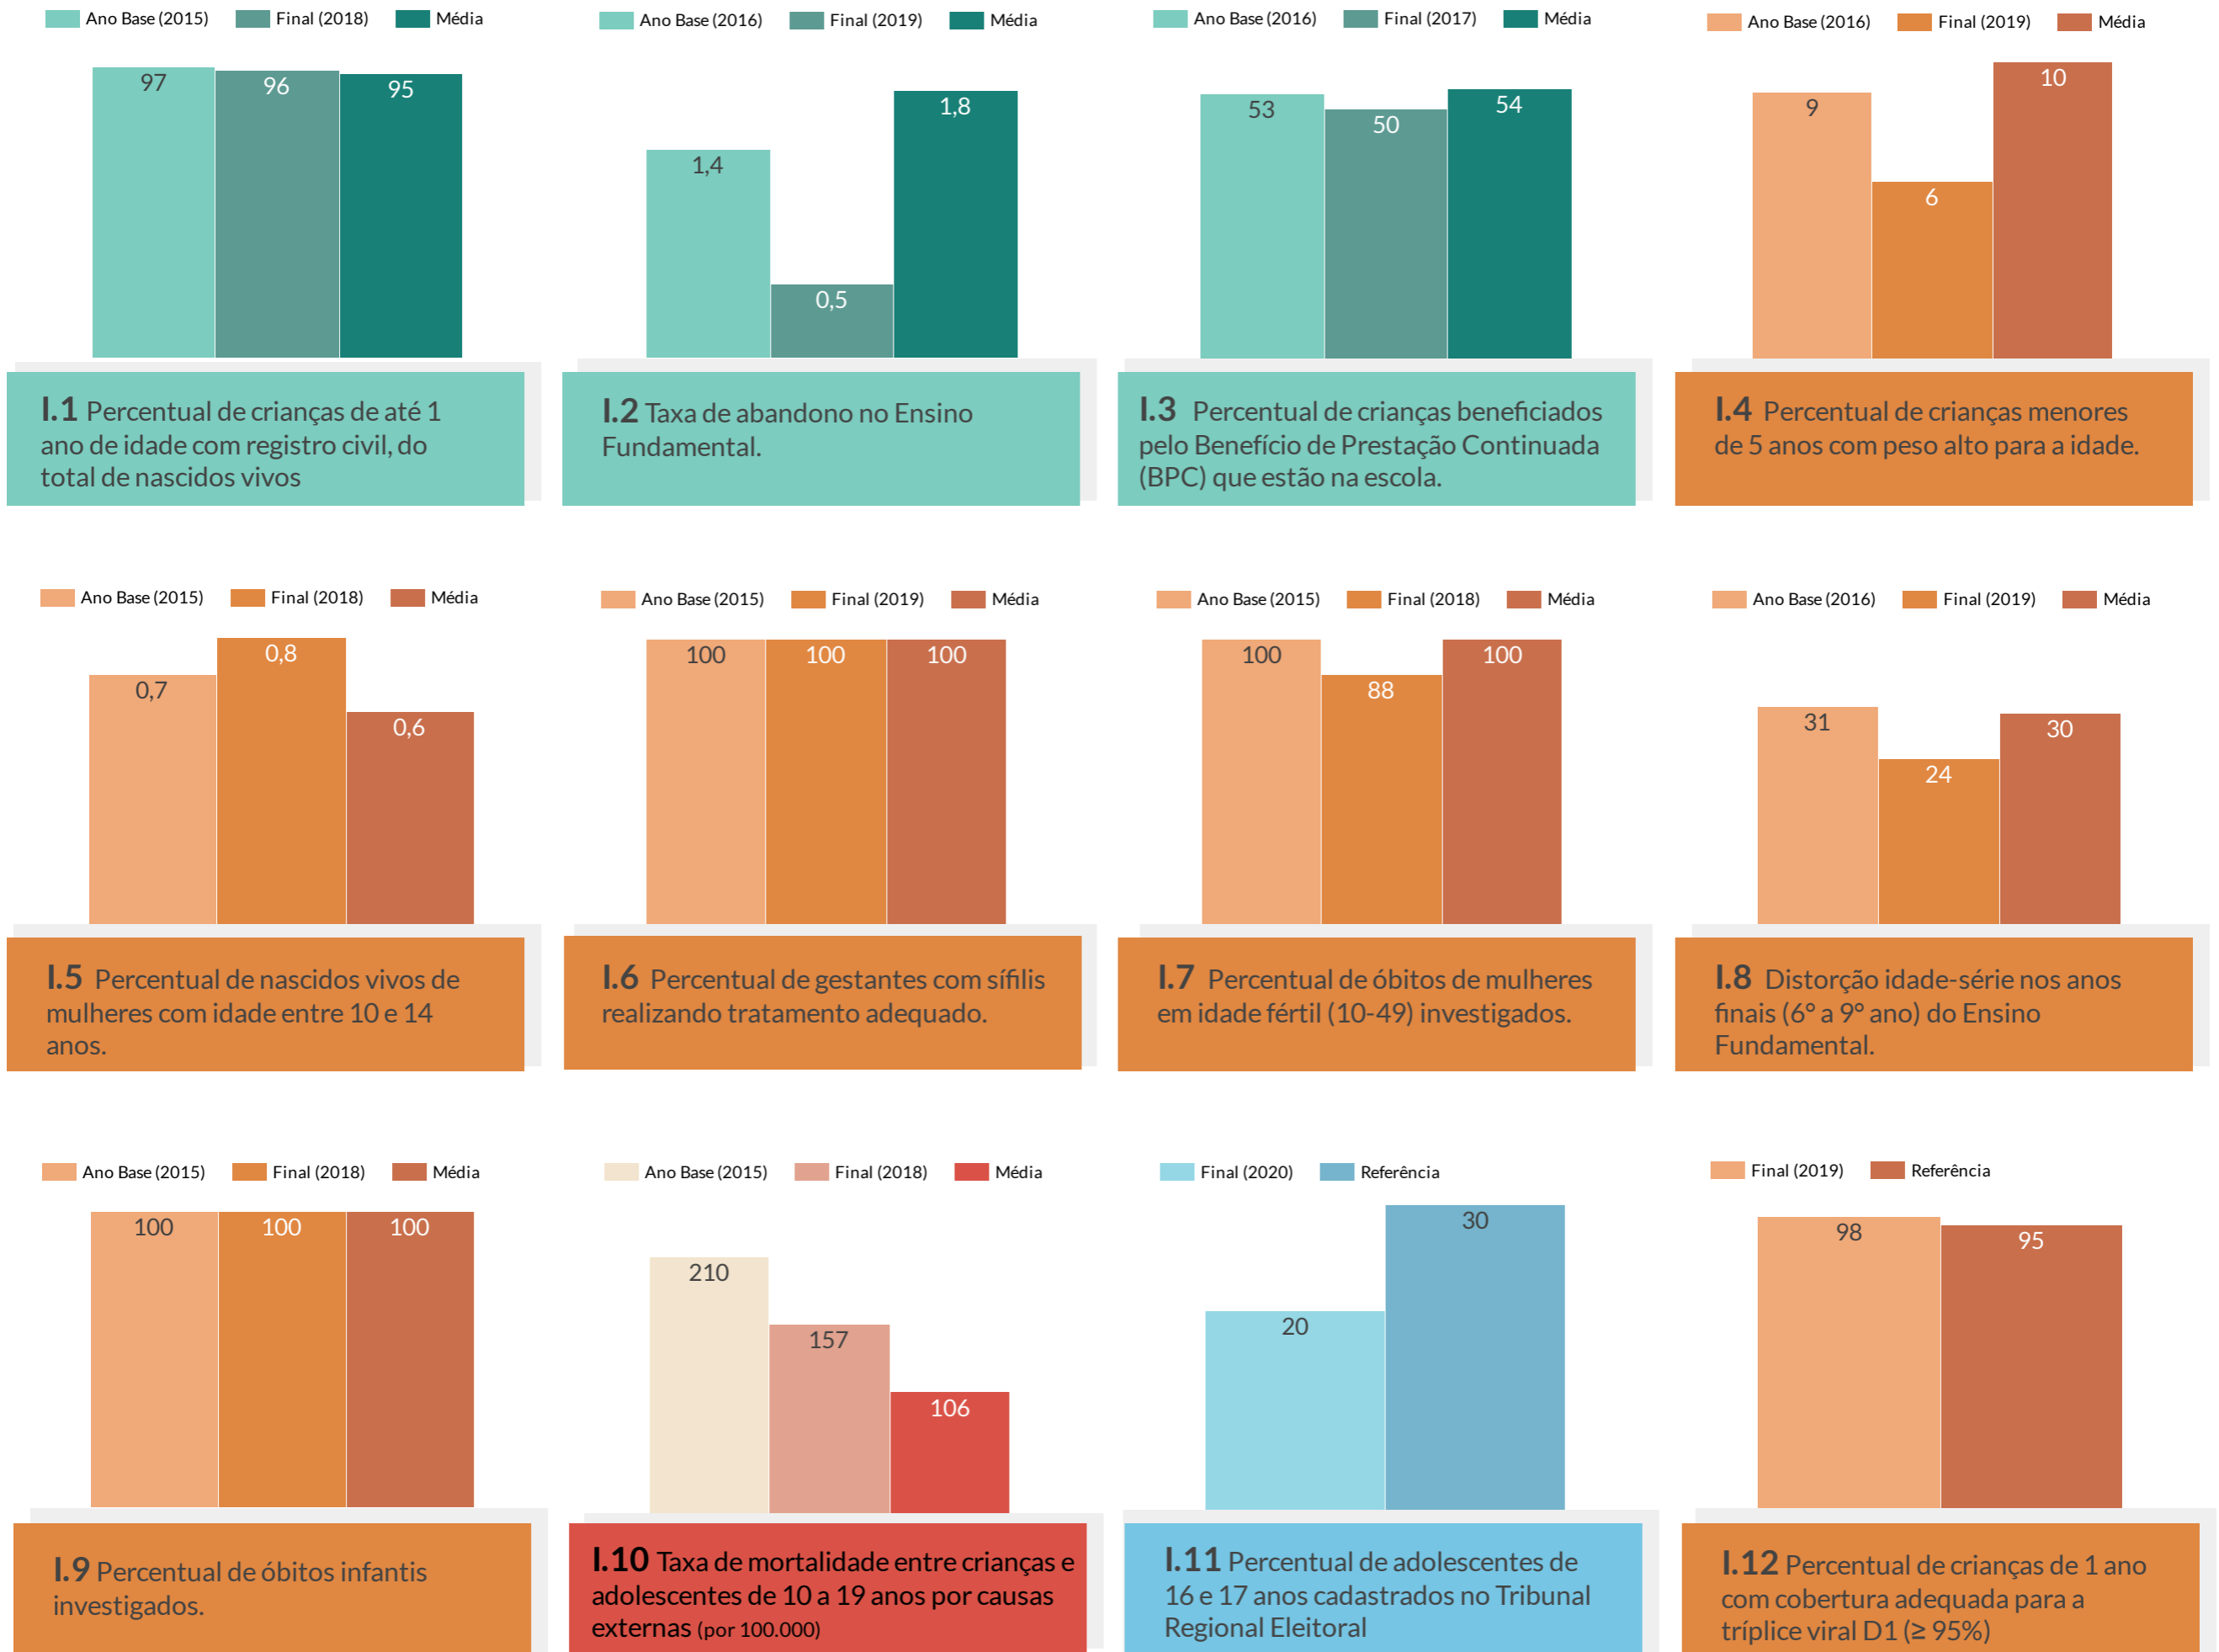 Ano Base (2015) Final (2018) Média
97
96
95
I.1 Percentual de crianças de até 1
ano de idade com registro civil, do
total de nascidos vivos
Ano Base (2016) Final (2019) Média
1,4
0,5
1,8
I.2 Taxa de abandono no Ensino
Fundamental.
Ano Base (2016) Final (2017) Média
53
50
54
I.3 Percentual de crianças beneficiados
pelo Benefício de Prestação Continuada
(BPC) que estão na escola.
Ano Base (2016) Final (2019) Média
9
6
10
I.4 Percentual de crianças menores
de 5 anos com peso alto para a idade.
Ano Base (2015) Final (2018) Média
0,7
0,8
0,6
I.5 Percentual de nascidos vivos de
mulheres com idade entre 10 e 14
anos.
Ano Base (2015) Final (2019) Média
100
100
100
I.6 Percentual de gestantes com sífilis
realizando tratamento adequado.
Ano Base (2015) Final (2018) Média
100
88
100
I.7 Percentual de óbitos de mulheres
em idade fértil (10-49) investigados.
Ano Base (2016) Final (2019) Média
31
24
30
I.8 Distorção idade-série nos anos
finais (6° a 9° ano) do Ensino
Fundamental.
Ano Base (2015) Final (2018) Média
100
100
100
I.9 Percentual de óbitos infantis
investigados.
Ano Base (2015) Final (2018) Média
210
157
106
I.10 Taxa de mortalidade entre crianças e
adolescentes de 10 a 19 anos por causas
externas (por 100.000)
Final (2020) Referência
20
30
I.11 Percentual de adolescentes de
16 e 17 anos cadastrados no Tribunal
Regional Eleitoral
Final (2019) Referência
98
95
I.12 Percentual de crianças de 1 ano
com cobertura adequada para a
tríplice viral D1 (≥ 95%)